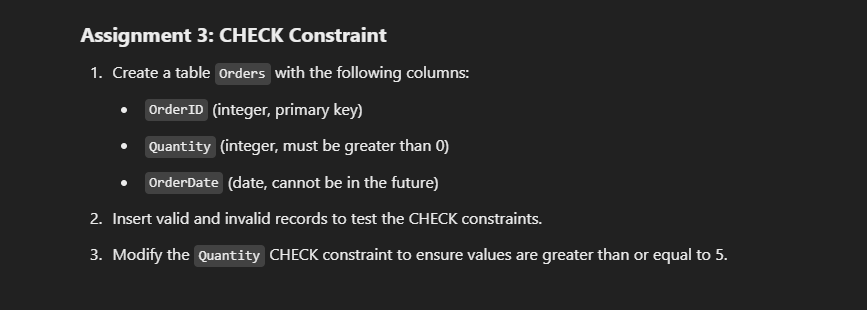 Assignment 3: CHECK Constraint
1. Create a table Orders with the following columns:
• OrderID (integer, primary key)
• Quantity (integer, must be greater than 0)
• OrderDate (date, cannot be in the future)
2. Insert valid and invalid records to test the CHECK constraints.
3. Modify the Quantity CHECK constraint to ensure values are greater than or equal to 5.